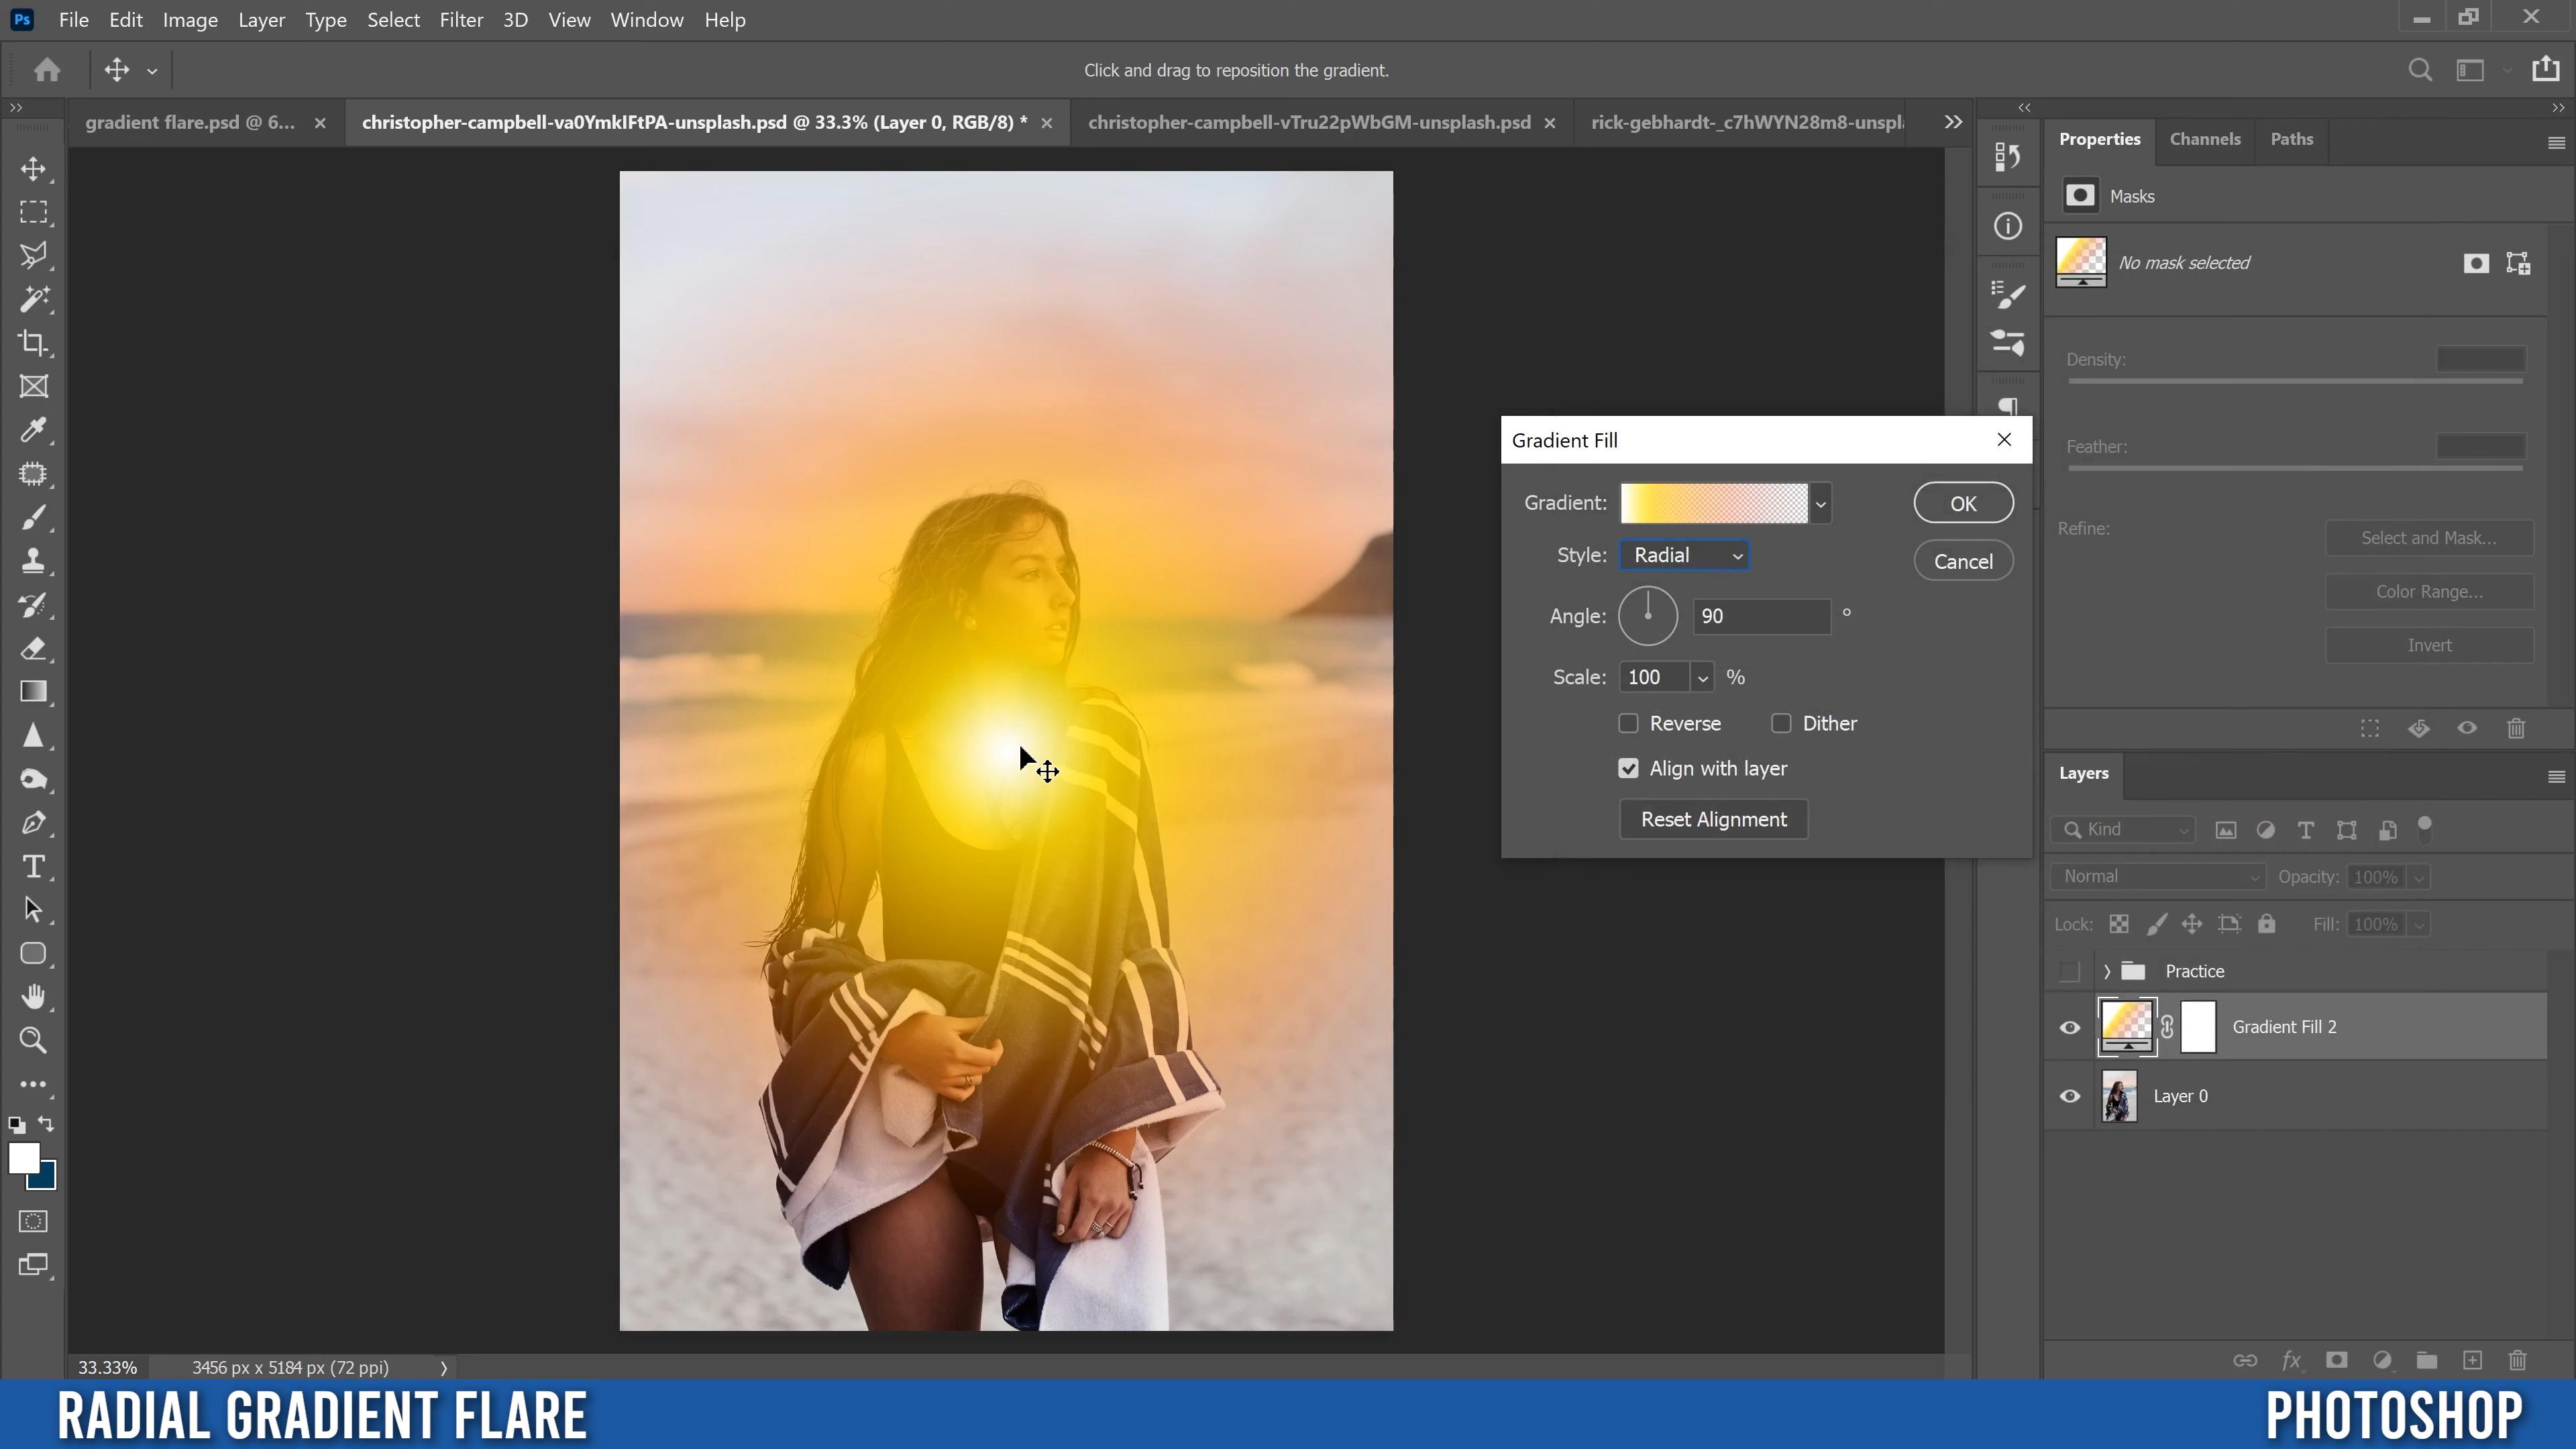 Ps File Edit Image Layer Type Select Filter 3D View Window Help
Click and drag to reposition the gradient.
gradient flare.psd @ 6... × christopher-campbell-va0YmkIFtPA-unsplash.psd @ 33.3% (Layer 0, RGB/8) * × christopher-campbell-vTru22pWbGM-unsplash.psd × rick-gebhardt-_c7hWYN28m8-unspl
Properties Channels Paths
Masks
No mask selected
Density:
Feather:
Refine: Select and Mask...
Color Range...
Invert
Gradient Fill
Gradient: OK
Style: Radial Cancel
Angle: 90 °
Scale: 100 %
Reverse Dither
Align with layer
Reset Alignment
Layers
Kind
Normal Opacity: 100%
Lock: Fill: 100%
Practice
Gradient Fill 2
Layer 0
33.33% 3456 px x 5184 px (72 ppi)
RADIAL GRADIENT FLARE PHOTOSHOP